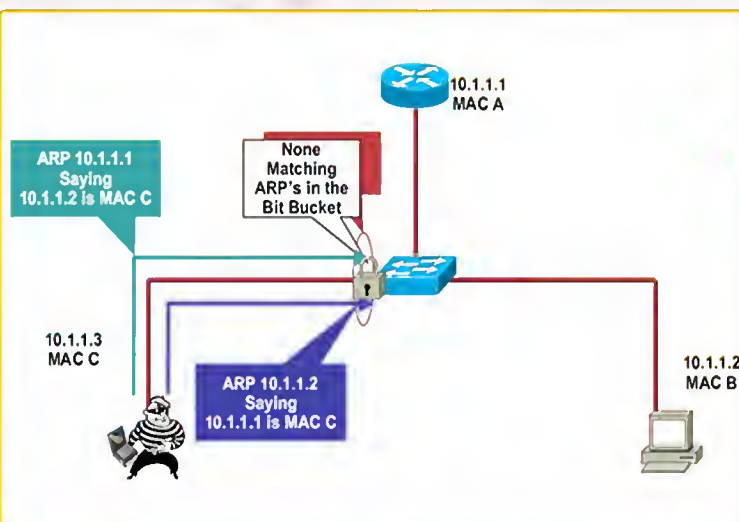 10.1.1.1
MAC A
ARP 10.1.1.1
Saying
10.1.1.2 is MAC C
None
Matching
ARP's in the
Bit Bucket
10.1.1.3
MAC C
ARP 10.1.1.2
Saying
10.1.1.1 is MAC C
10.1.1.2
MAC B